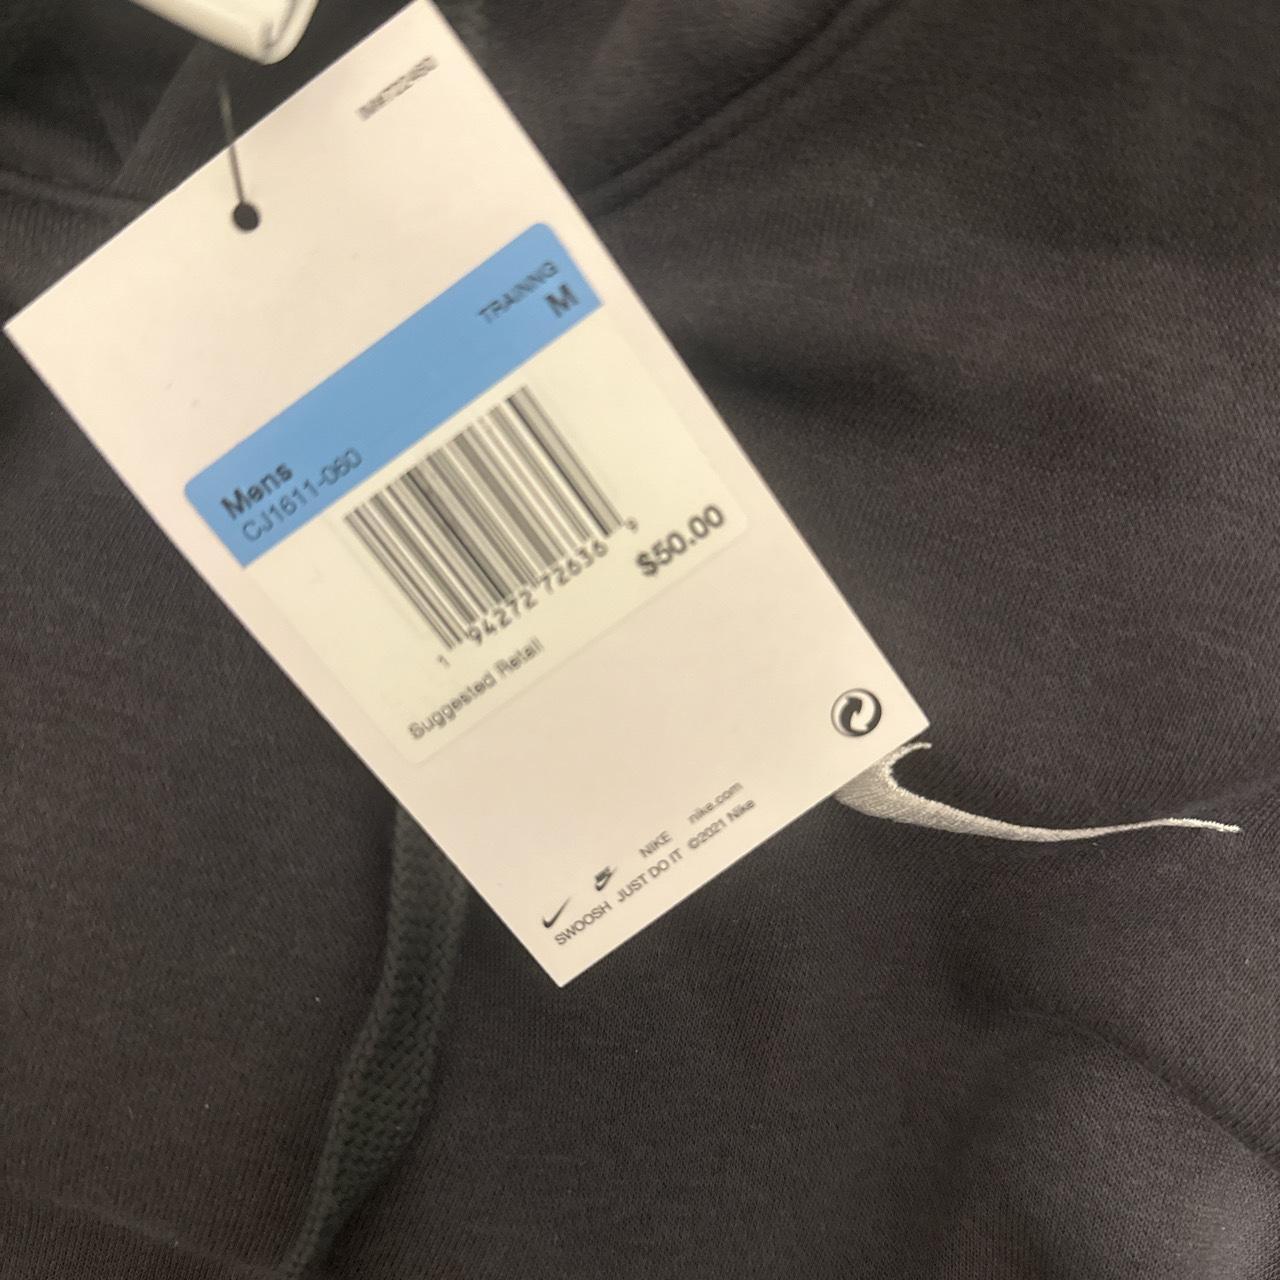 TRAINING
M
Mens
CJ1611-060
1 94272 72636 9
$50.00
Suggested Retail
NIKE nike.com
SWOOSH JUST DO IT ©2021 Nike